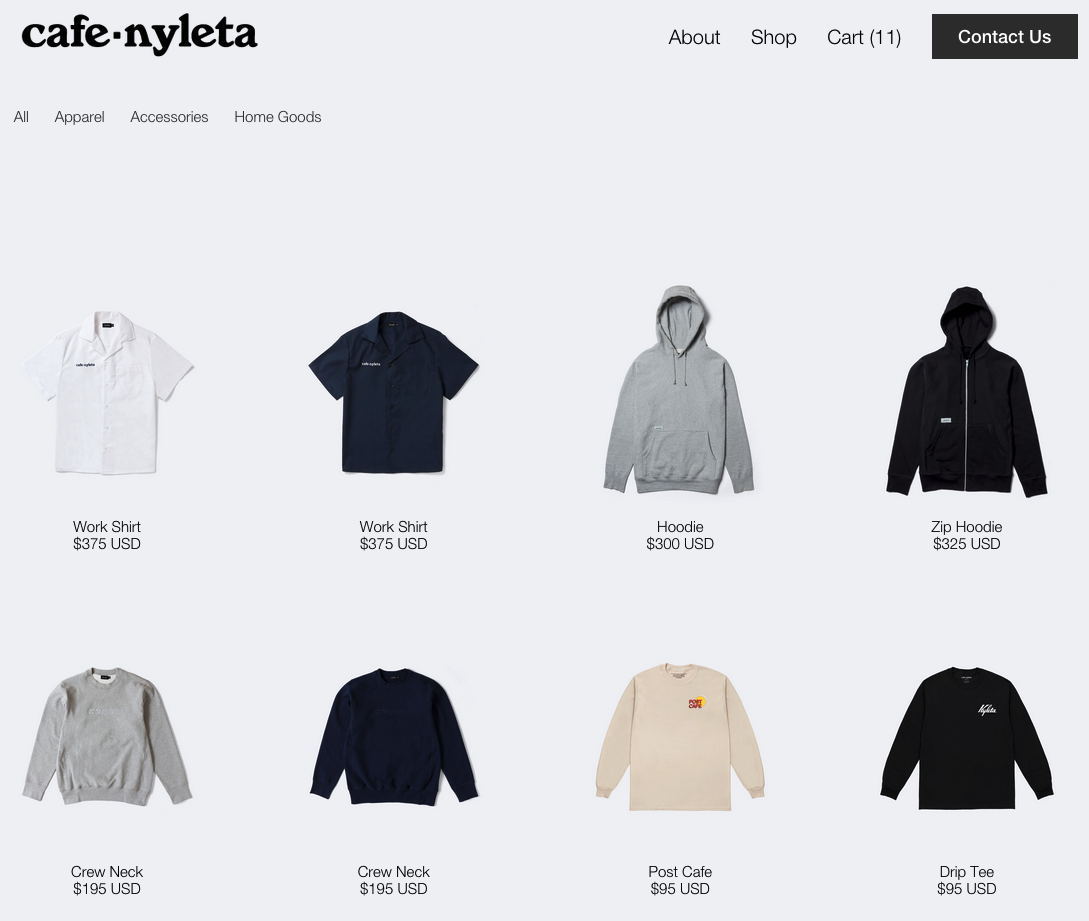 cafe·nyleta
About
Shop
Cart (11)
Contact Us
All
Apparel
Accessories
Home Goods
cafe·nyleta
cafe·nyleta
Work Shirt
$375 USD
Work Shirt
$375 USD
Hoodie
$300 USD
Zip Hoodie
$325 USD
POST
CAFE
Nyleta
Crew Neck
$195 USD
Crew Neck
$195 USD
Post Cafe
$95 USD
Drip Tee
$95 USD